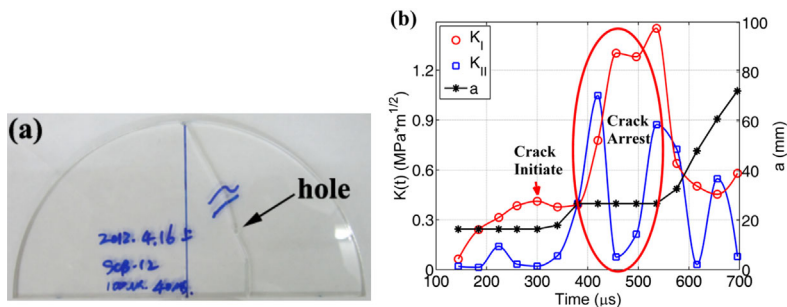 (a)
hole
2012.4.16
SCB-12
(b)
K(t) (MPa*m^1/2)
1.2
0.9
0.6
0.3
0
K_I
K_II
a
Crack
Initiate
Crack
Arrest
100
80
60
40
20
0
a (mm)
100
200
300
400
500
600
700
Time (μs)